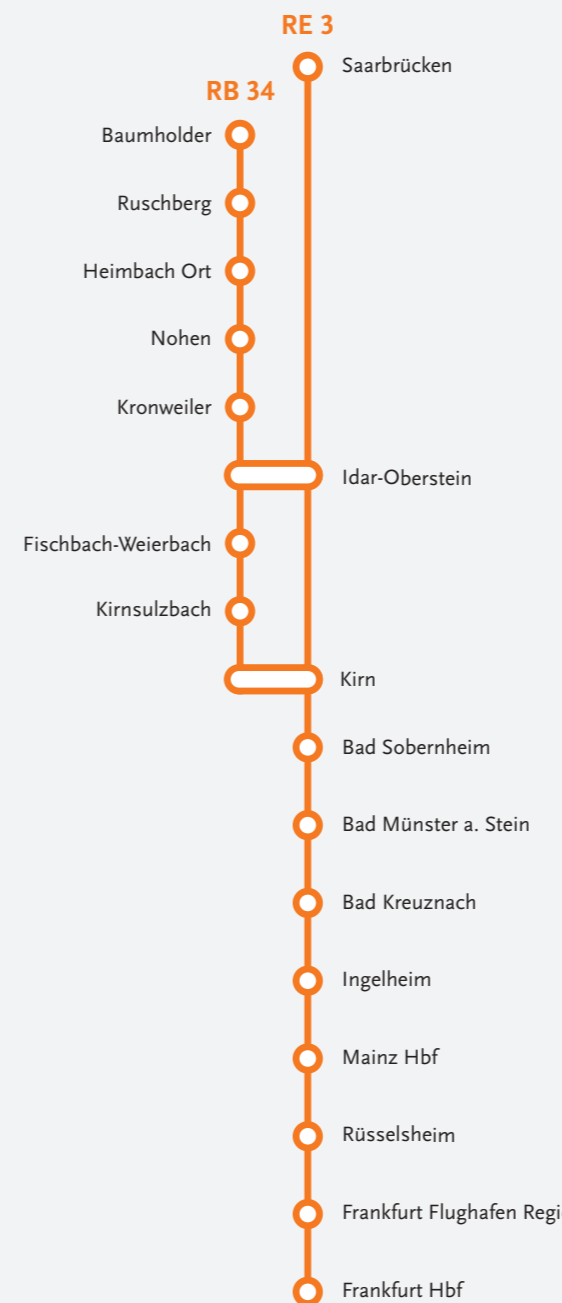 RE 3
Saarbrücken
RB 34
Baumholder
Ruschberg
Heimbach Ort
Nohen
Kronweiler
Idar-Oberstein
Fischbach-Weierbach
Kirnsulzbach
Kirn
Bad Sobernheim
Bad Münster a. Stein
Bad Kreuznach
Ingelheim
Mainz Hbf
Rüsselsheim
Frankfurt Flughafen
Frankfurt Hbf